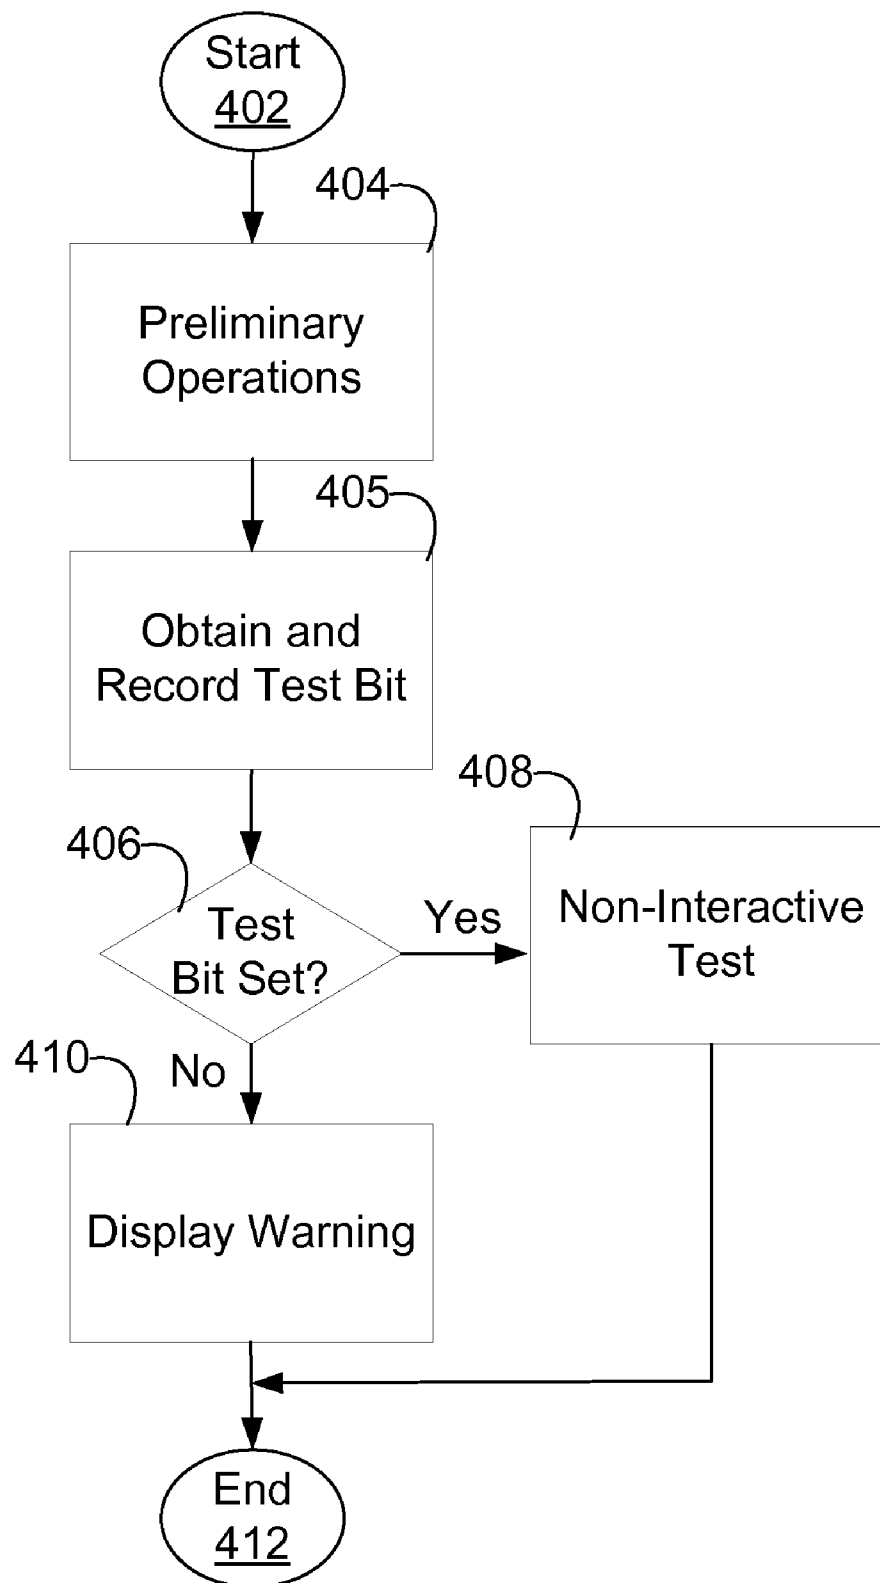 Start
402
404
Preliminary
Operations
405
Obtain and
Record Test Bit
406
Test
Bit Set?
Yes
408
Non-Interactive
Test
No
410
Display Warning
End
412